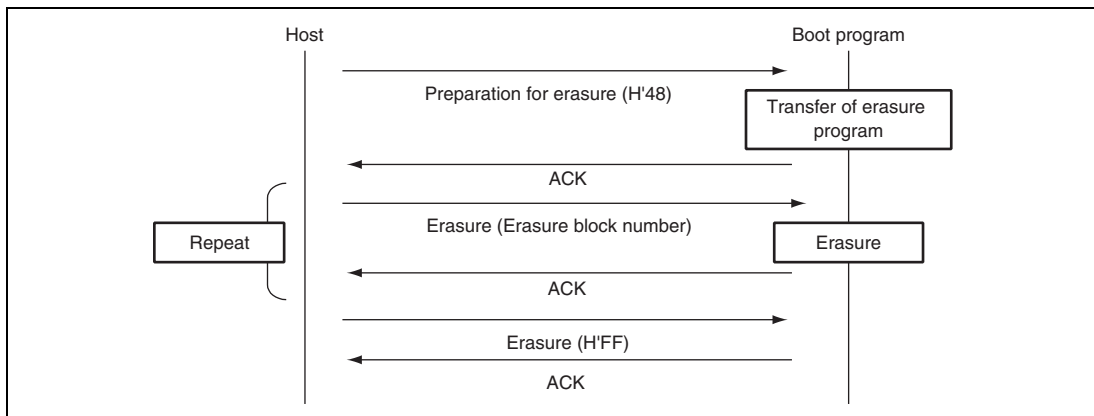 Host
Boot program
Preparation for erasure (H'48)
Transfer of erasure
program
ACK
Erasure (Erasure block number)
Repeat
Erasure
ACK
Erasure (H'FF)
ACK